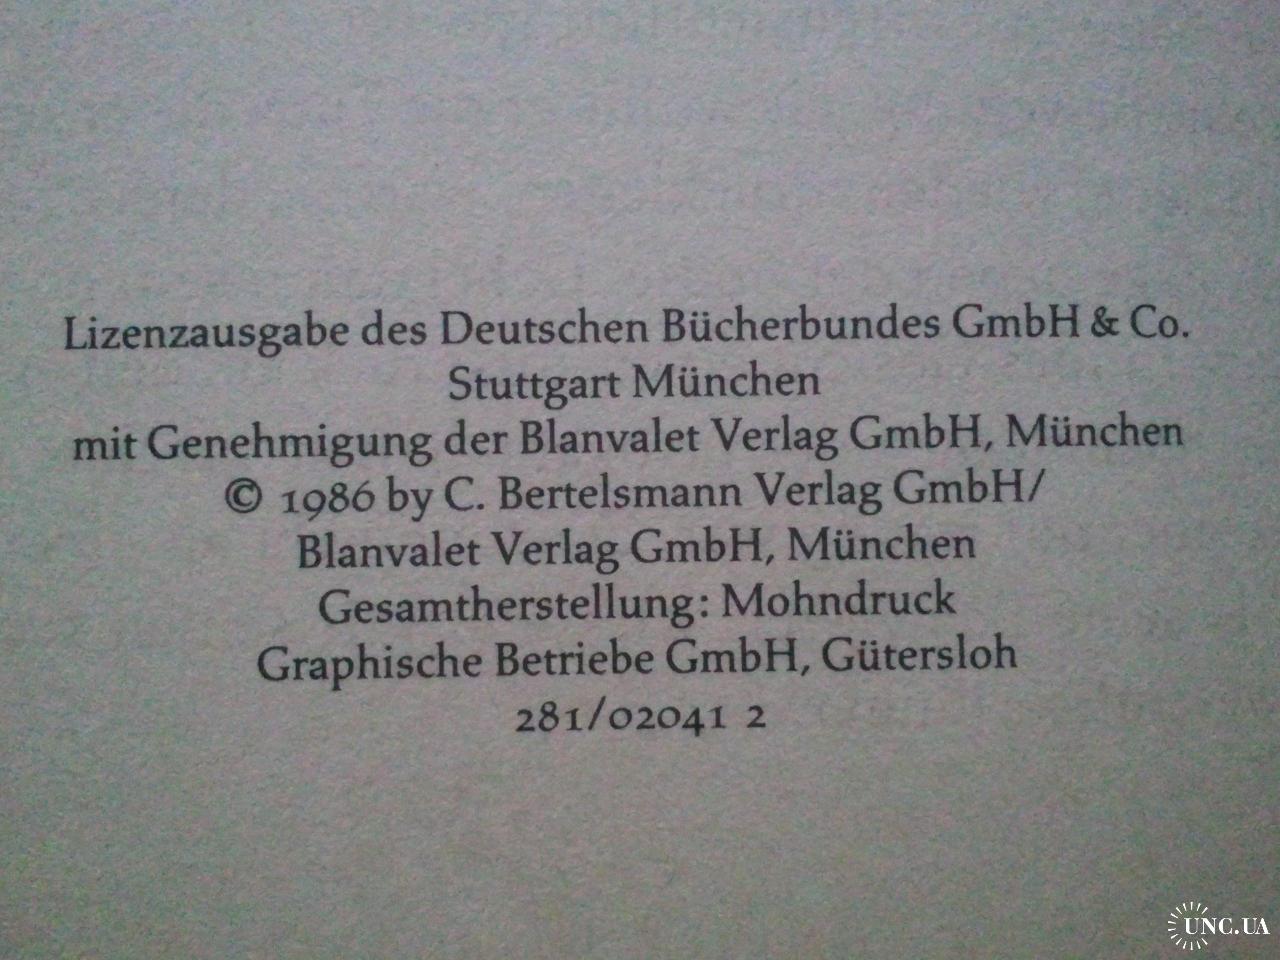 Lizenzausgabe des Deutschen Bücherbundes GmbH & Co.
Stuttgart München
mit Genehmigung der Blanvalet Verlag GmbH, München
© 1986 by C. Bertelsmann Verlag GmbH/
Blanvalet Verlag GmbH, München
Gesamtherstellung: Mohndruck
Graphische Betriebe GmbH, Gütersloh
281/02041 2
UNC.UA